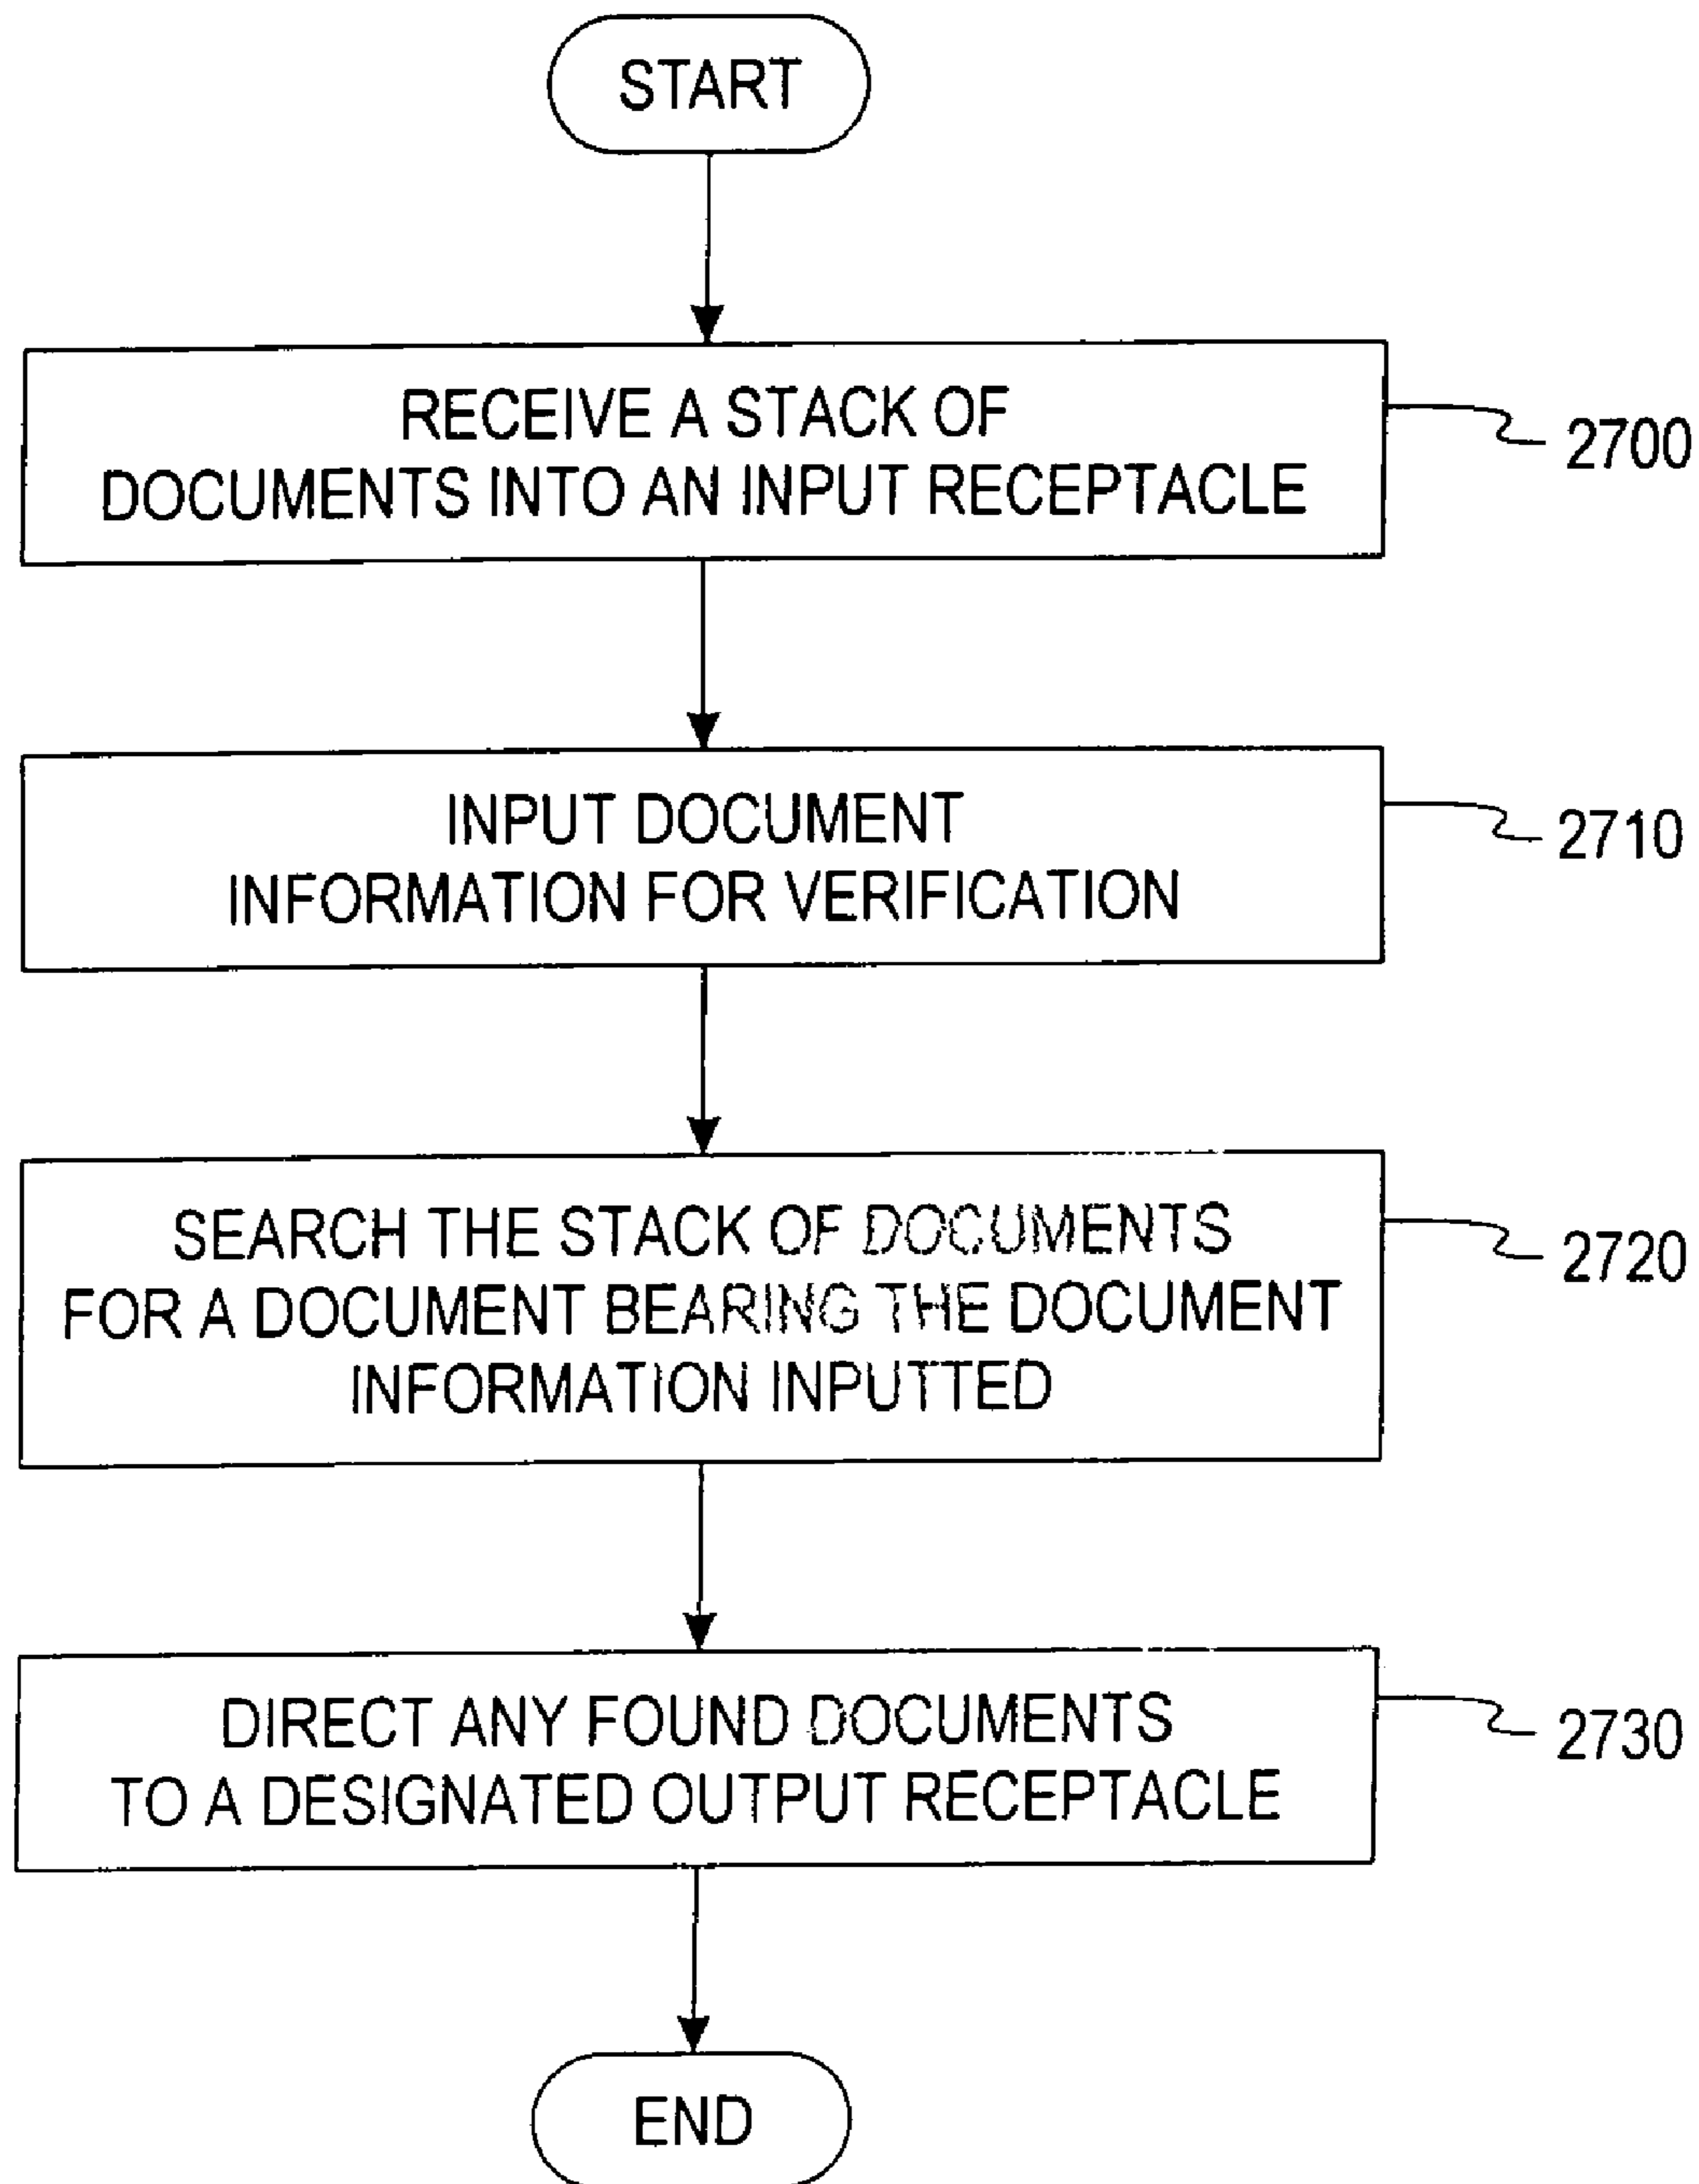 START
RECEIVE A STACK OF
DOCUMENTS INTO AN INPUT RECEPTACLE
2700
INPUT DOCUMENT
INFORMATION FOR VERIFICATION
2710
SEARCH THE STACK OF DOCUMENTS
FOR A DOCUMENT BEARING THE DOCUMENT
INFORMATION INPUTTED
2720
DIRECT ANY FOUND DOCUMENTS
TO A DESIGNATED OUTPUT RECEPTACLE
2730
END